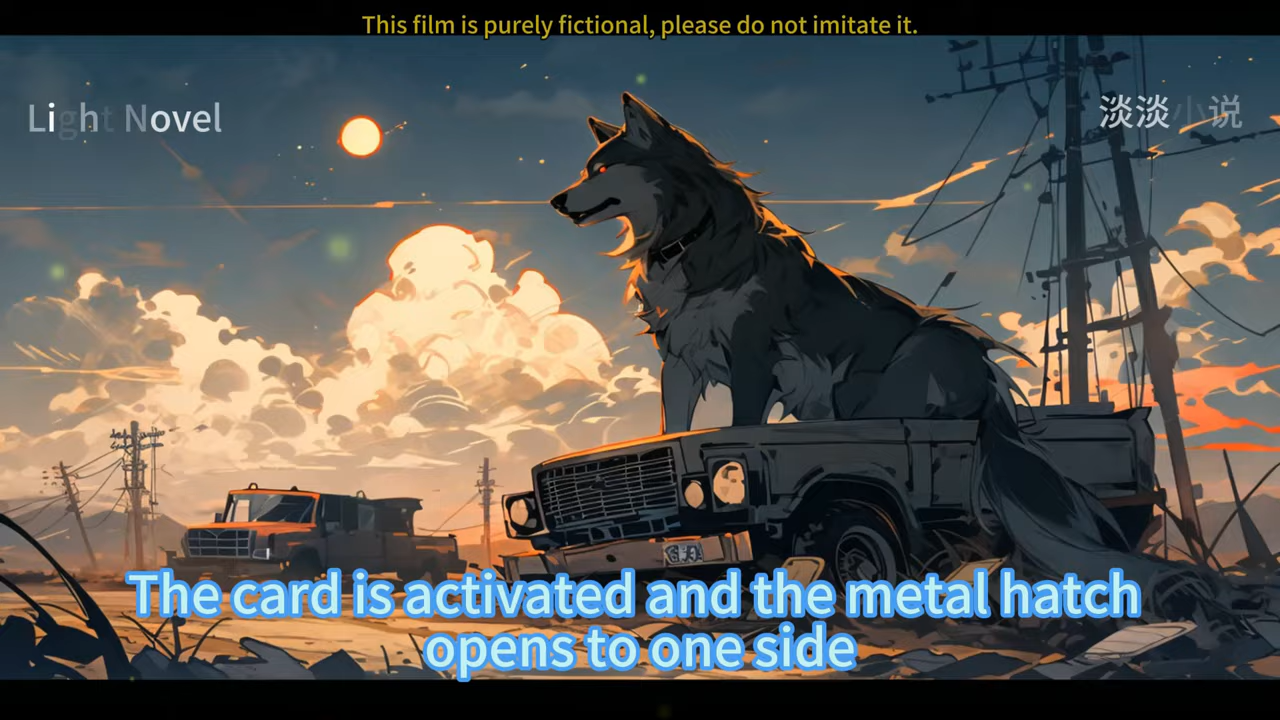 This film is purely fictional, please do not imitate it.
Light Novel
淡淡小说
The card is activated and the metal hatch
opens to one side